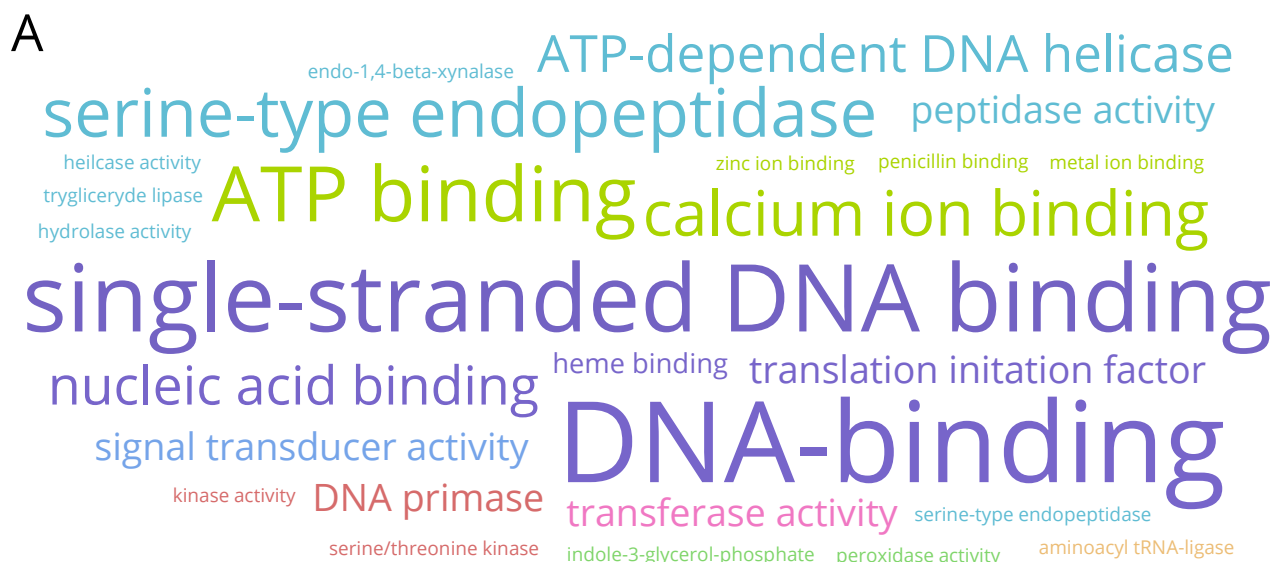 A
ATP-dependent DNA helicase
endo-1,4-beta-xynalase
serine-type endopeptidase
peptidase activity
heilcase activity
zinc ion binding
penicillin binding
metal ion binding
trygliceryde lipase
ATP binding
calcium ion binding
hydrolase activity
single-stranded DNA binding
heme binding
translation initation factor
nucleic acid binding
DNA-binding
signal transducer activity
kinase activity
DNA primase
transferase activity
serine-type endopeptidase
serine/threonine kinase
indole-3-glycerol-phosphate
peroxidase activity
aminoacyl tRNA-ligase